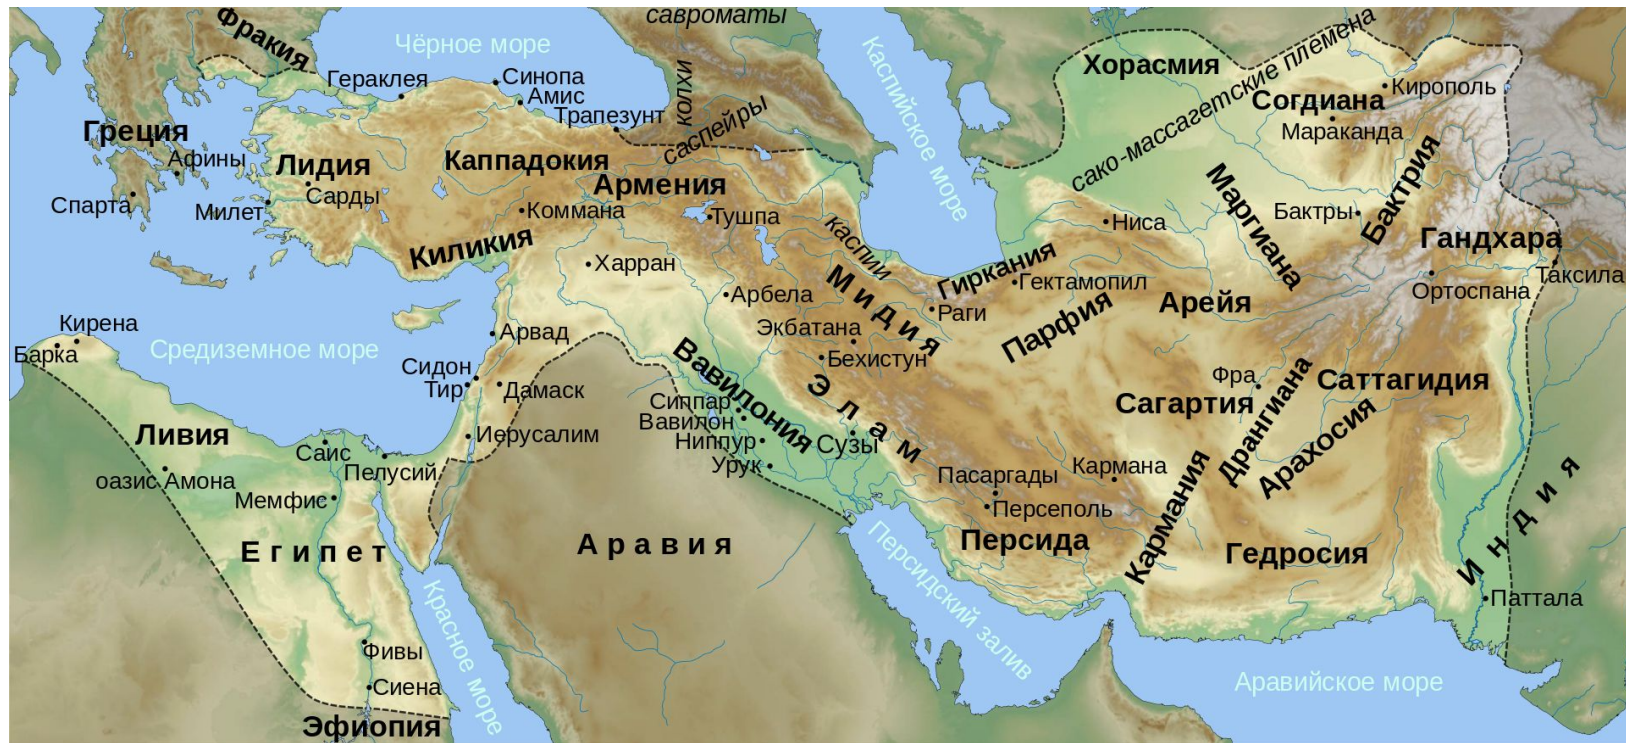 савроматы
Фракия
Чёрное море
Каспийское море
Хорасмия
сако-массагетские племена
Гераклея
Синопа
Амис
Трапезунт
колхи
саспейры
Согдиана
Кирополь
Мараканда
Греция
Афины
Спарта
Лидия
Сарды
Милет
Каппадокия
Армения
Коммана
Тушпа
Киликия
каспии
Ниса
Маргиана
Бактры
Бактрия
Гандхара
Таксила
Ортоспана
Харран
Арбела
Мидия
Гиркания
Гектамопил
Раги
Парфия
Арейя
Кирена
Барка
Средиземное море
Арвад
Сидон
Тир
Дамаск
Экбатана
Бехистун
Вавилония
Элам
Сиппар
Вавилон
Ниппур
Урук
Сузы
Фра
Сагартия
Дрангиана
Саттагидия
Арахосия
Ливия
Саис
Пелусий
Иерусалим
оазис Амона
Мемфис
Пасаргады
Кармана
Персеполь
Египет
Аравия
Персида
Кармания
Гедросия
Индия
Паттала
Персидский залив
Красное море
Фивы
Сиена
Эфиопия
Аравийское море